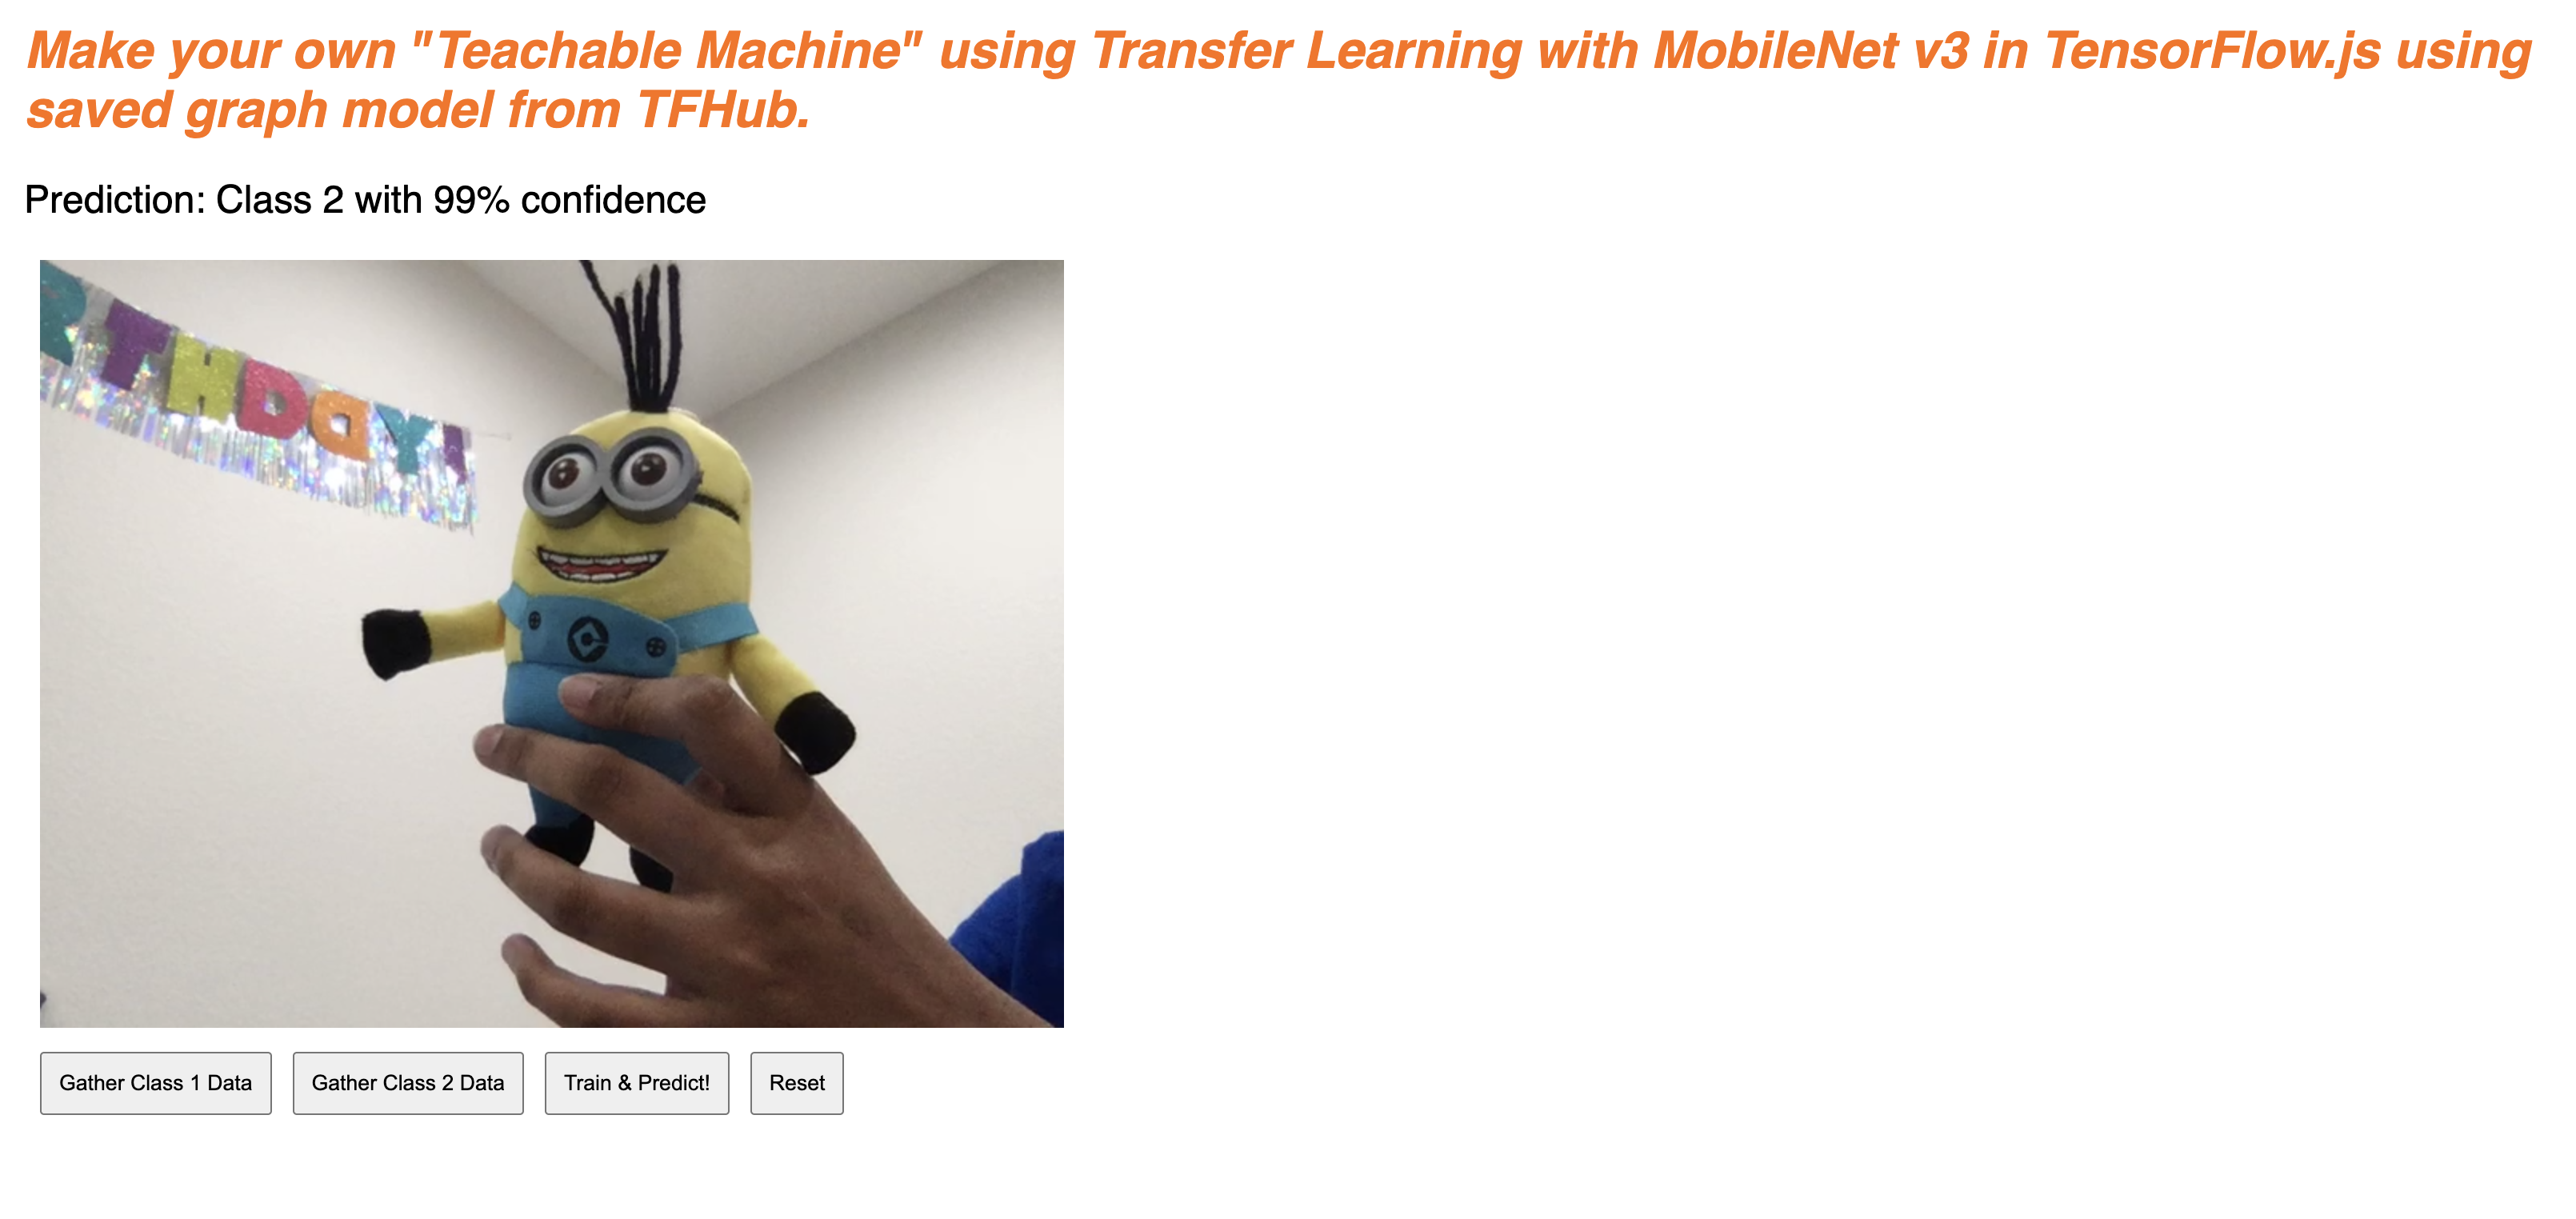 Make your own "Teachable Machine" using Transfer Learning with MobileNet v3 in TensorFlow.js using
saved graph model from TFHub.
Prediction: Class 2 with 99% confidence
THDaY!
Gather Class 1 Data Gather Class 2 Data Train & Predict! Reset